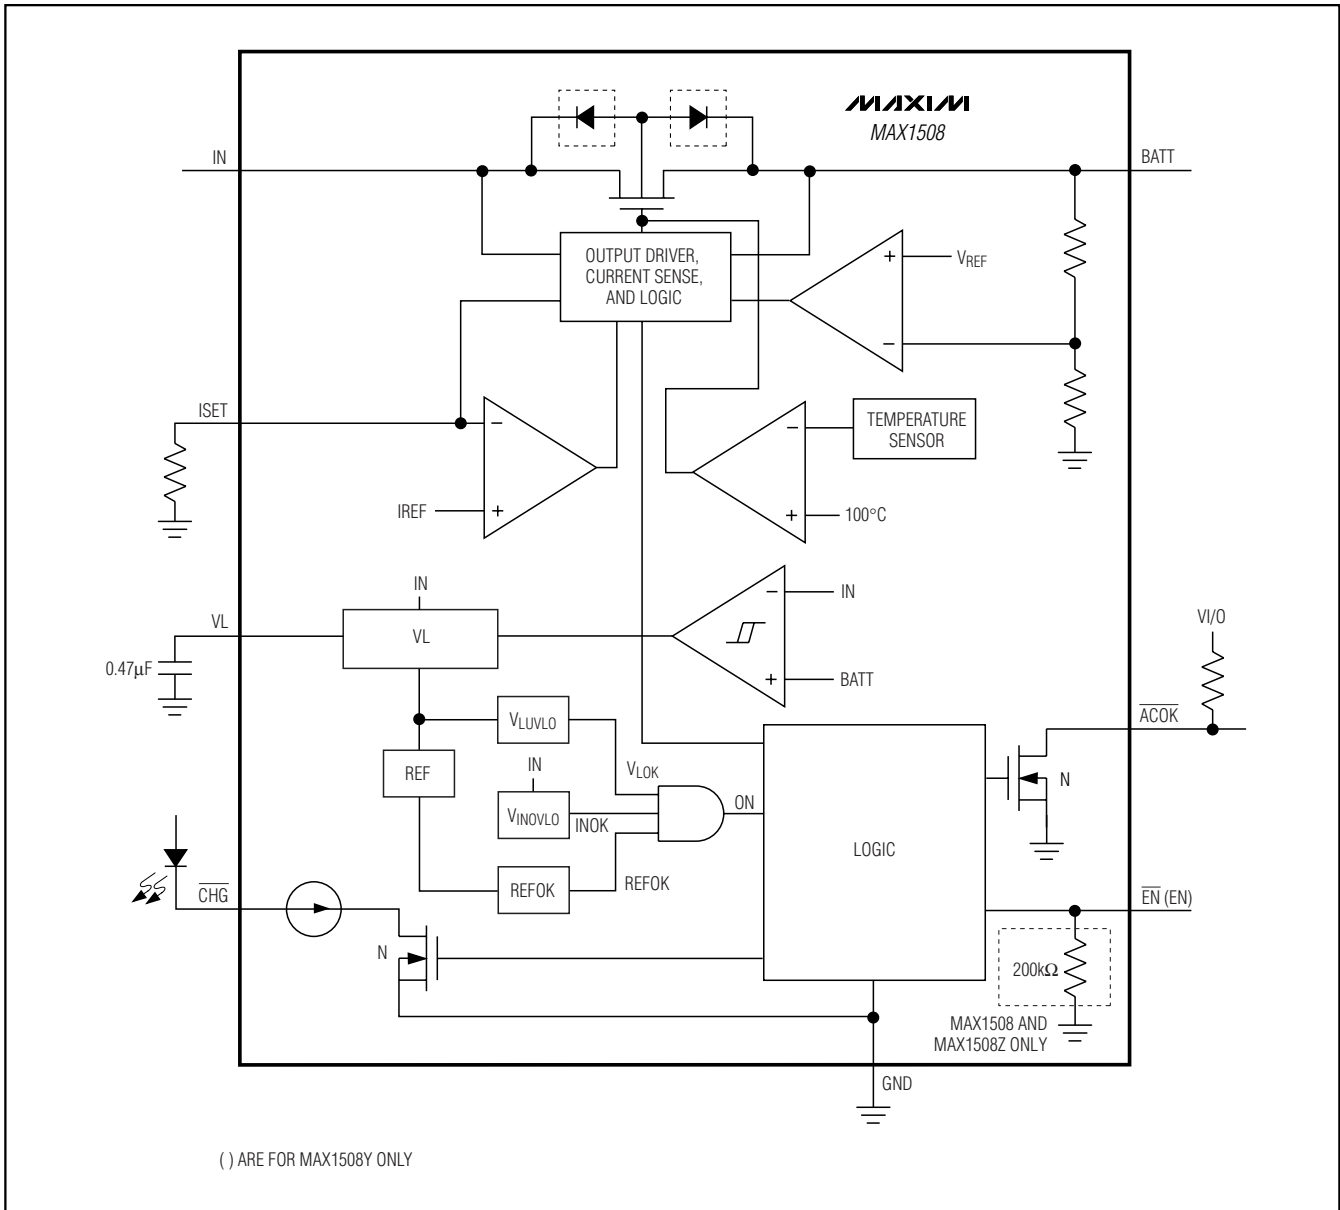 MAXIM
MAX1508
IN
BATT
OUTPUT DRIVER,
CURRENT SENSE,
AND LOGIC
+
VREF
−
ISET
−
TEMPERATURE
SENSOR
−
IREF
+
+
100°C
IN
−
IN
VL
VL
VI/O
0.47µF
+
BATT
VLUVLO
ACOK
REF
IN
VLOK
N
VINOVLO
INOK
ON
LOGIC
CHG
REFOK
REFOK
EN (EN)
N
200kΩ
MAX1508 AND
MAX1508Z ONLY
GND
( ) ARE FOR MAX1508Y ONLY